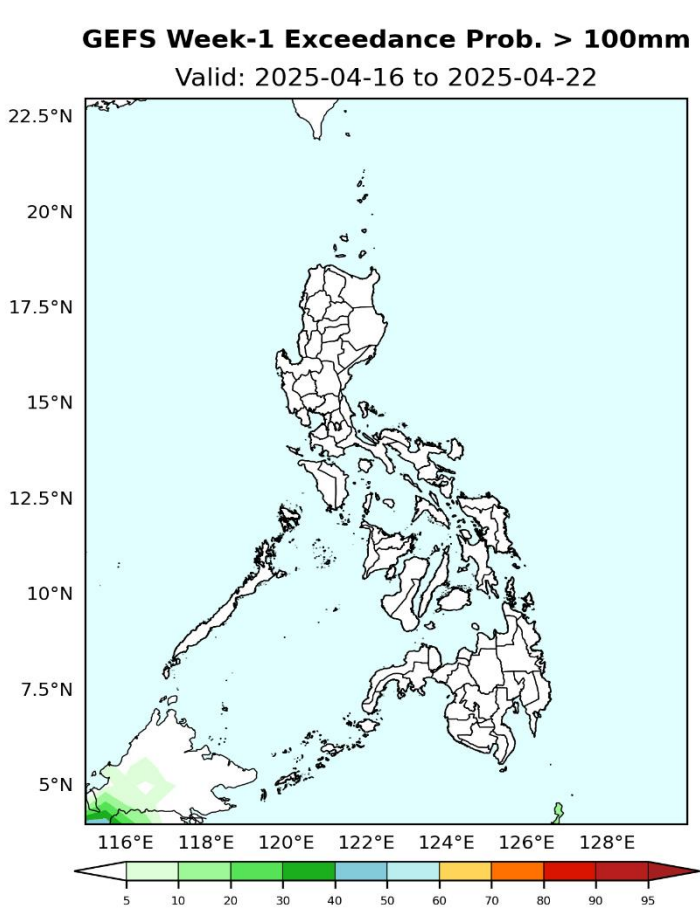 GEFS Week-1 Exceedance Prob. > 100mm
Valid: 2025-04-16 to 2025-04-22
22.5°N
20°N
17.5°N
15°N
12.5°N
10°N
7.5°N
5°N
116°E 118°E 120°E 122°E 124°E 126°E 128°E
5 10 20 30 40 50 60 70 80 90 95